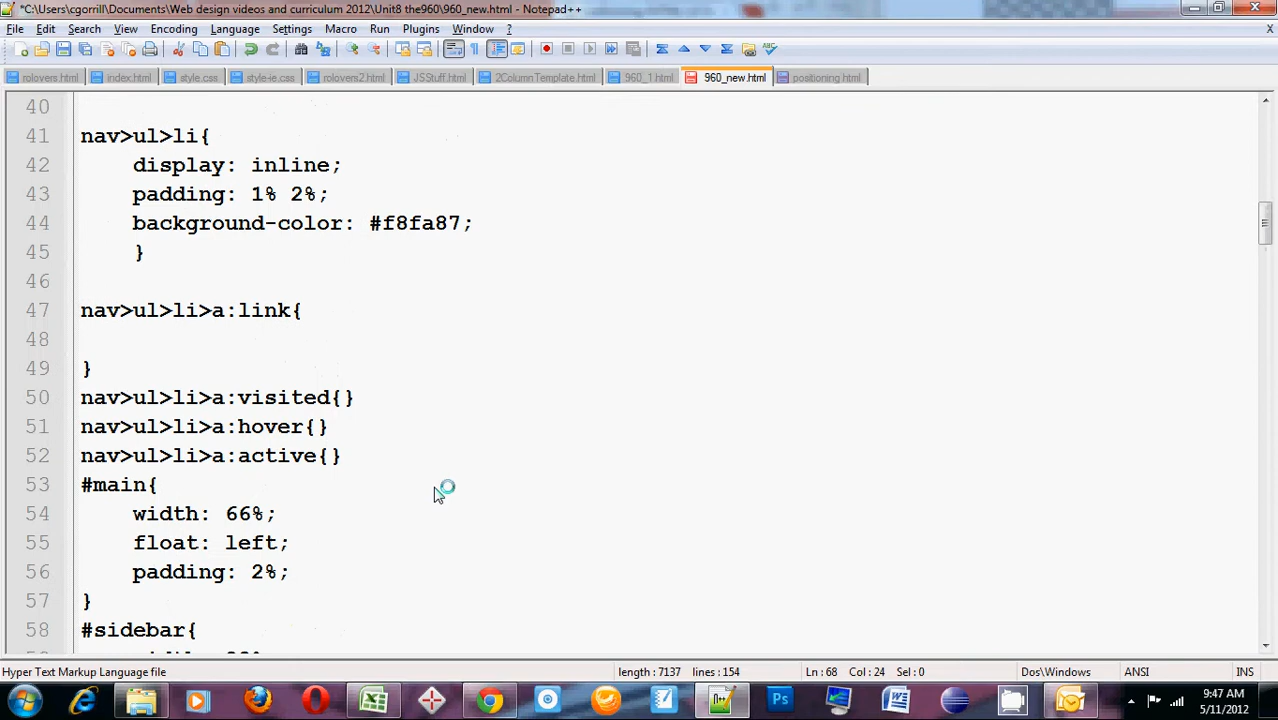 *C:\Users\cgorrill\Documents\Web design videos and curriculum 2012\Unit8 the960\960_new.html - Notepad++
File Edit Search View Encoding Language Settings Macro Run Plugins Window ? X
rolovers.html index.html style.css style-ie.css rolovers2.html JSStuff.html 2ColumnTemplate.html 960_1.html 960_new.html positioning.html
40
41 nav>ul>li{
42 display: inline;
43 padding: 1% 2%;
44 background-color: #f8fa87;
45 }
46
47 nav>ul>li>a:link{
48
49 }
50 nav>ul>li>a:visited{}
51 nav>ul>li>a:hover{}
52 nav>ul>li>a:active{}
53 #main{
54 width: 66%;
55 float: left;
56 padding: 2%;
57 }
58 #sidebar{
Hyper Text Markup Language file length : 7137 lines : 154 Ln : 68 Col : 24 Sel : 0 Dos\Windows ANSI INS
9:47 AM
5/11/2012